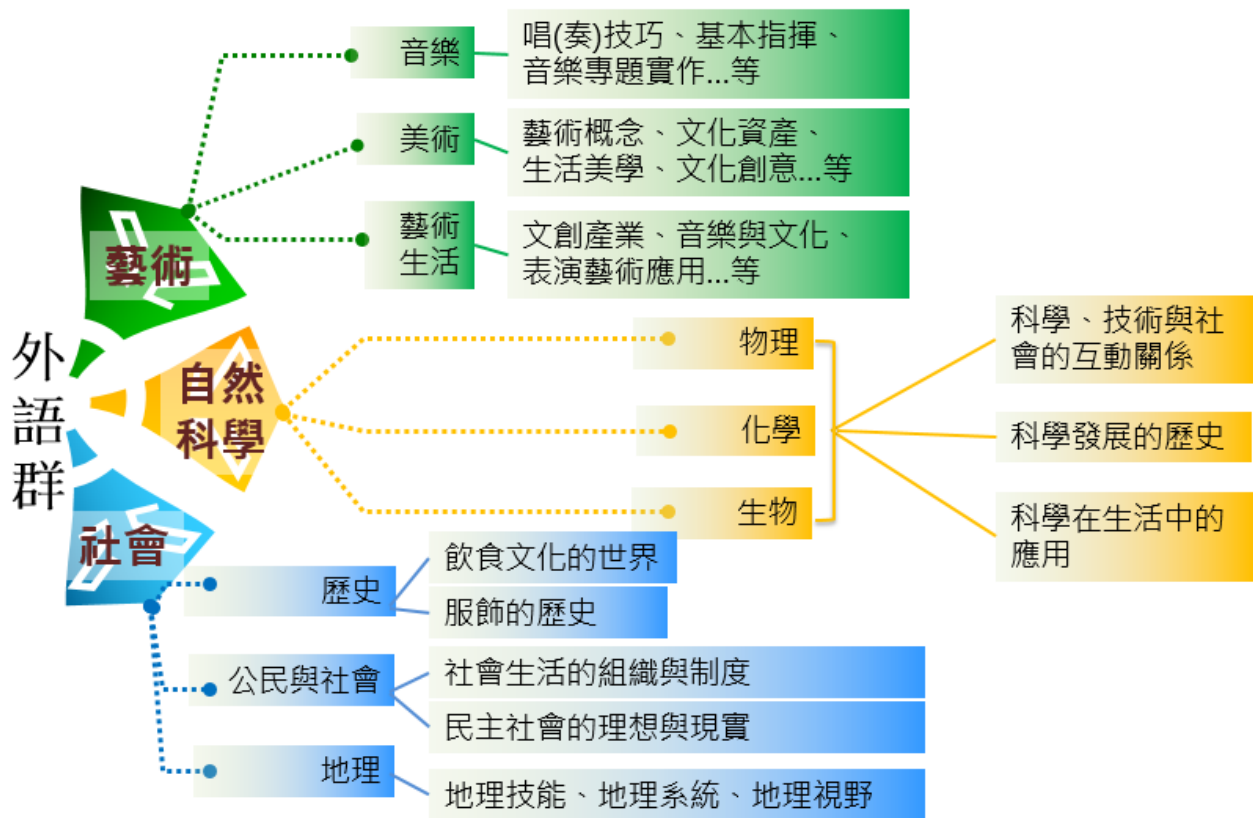 外語群
藝術
音樂
唱(奏)技巧、基本指揮、
音樂專題實作...等
美術
藝術概念、文化資產、
生活美學、文化創意...等
藝術
生活
文創產業、音樂與文化、
表演藝術應用...等
自然
科學
物理
化學
生物
科學、技術與社
會的互動關係
科學發展的歷史
科學在生活中的
應用
社會
歷史
飲食文化的世界
服飾的歷史
公民與社會
社會生活的組織與制度
民主社會的理想與現實
地理
地理技能、地理系統、地理視野